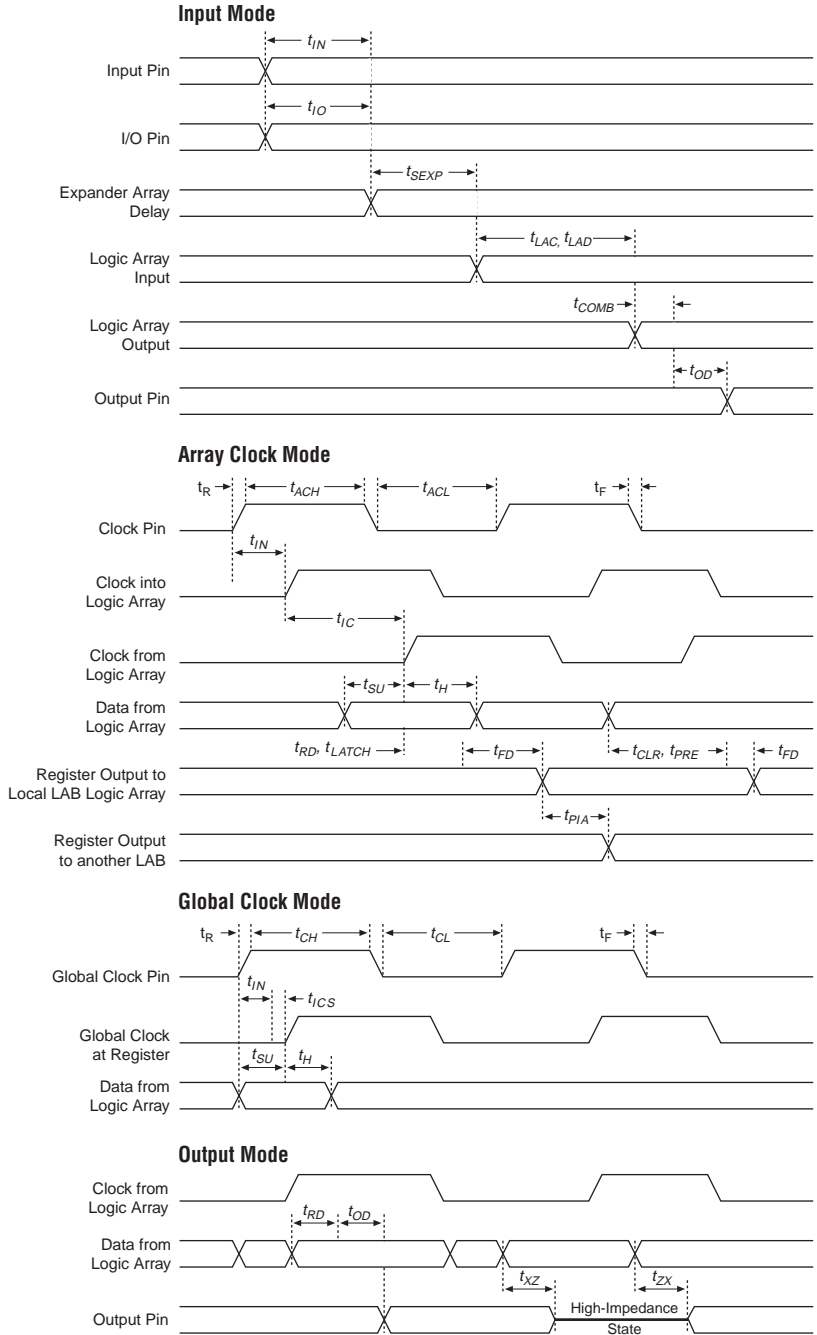 Input Mode
t_IN
Input Pin
t_IO
I/O Pin
t_SEXP
Expander Array
Delay
t_LAC, t_LAD
Logic Array
Input
t_COMB
Logic Array
Output
t_OD
Output Pin
Array Clock Mode
t_R t_ACH t_ACL t_F
Clock Pin
t_IN
Clock into
Logic Array
t_IC
Clock from
Logic Array
t_SU t_H
Data from
Logic Array
t_RD, t_LATCH t_FD t_CLR, t_PRE t_FD
Register Output to
Local LAB Logic Array
t_PIA
Register Output
to another LAB
Global Clock Mode
t_R t_CH t_CL t_F
Global Clock Pin
t_IN t_ICS
Global Clock
at Register
t_SU t_H
Data from
Logic Array
Output Mode
Clock from
Logic Array
t_RD t_OD
Data from
Logic Array
t_XZ t_ZX
Output Pin
High-Impedance
State